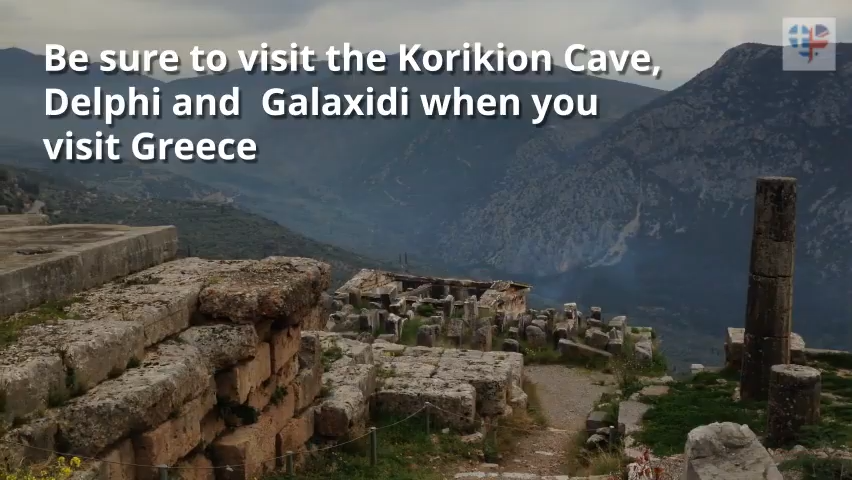 Be sure to visit the Korikion Cave,
Delphi and  Galaxidi when you
visit Greece